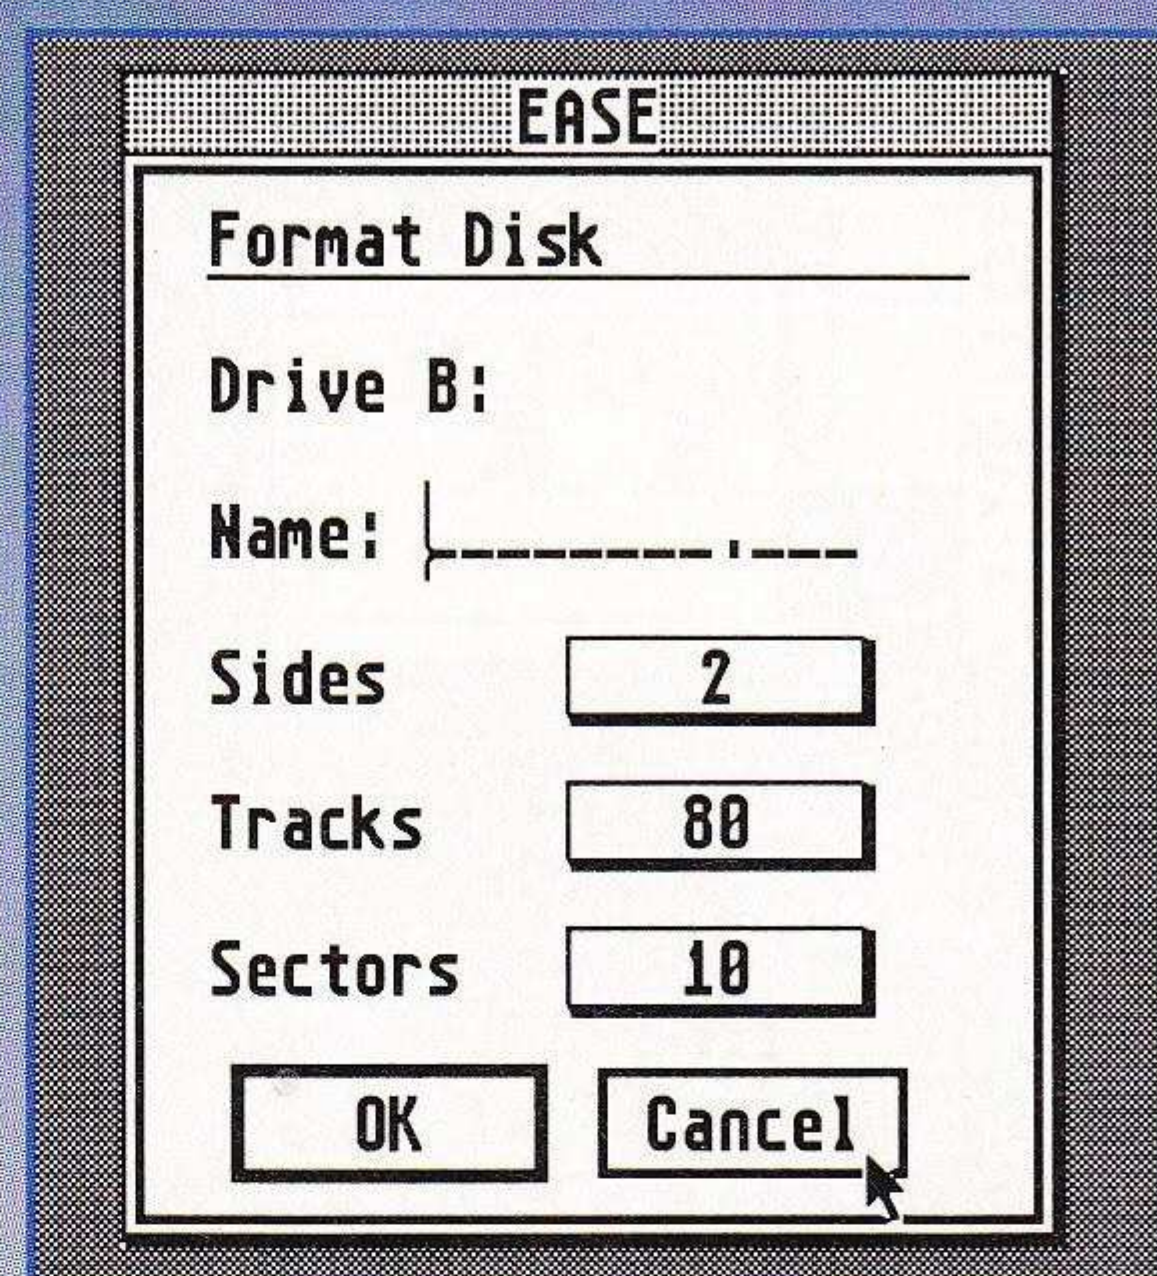 EASE
Format Disk
Drive B:
Name: ________.___
Sides 2
Tracks 80
Sectors 10
OK Cancel